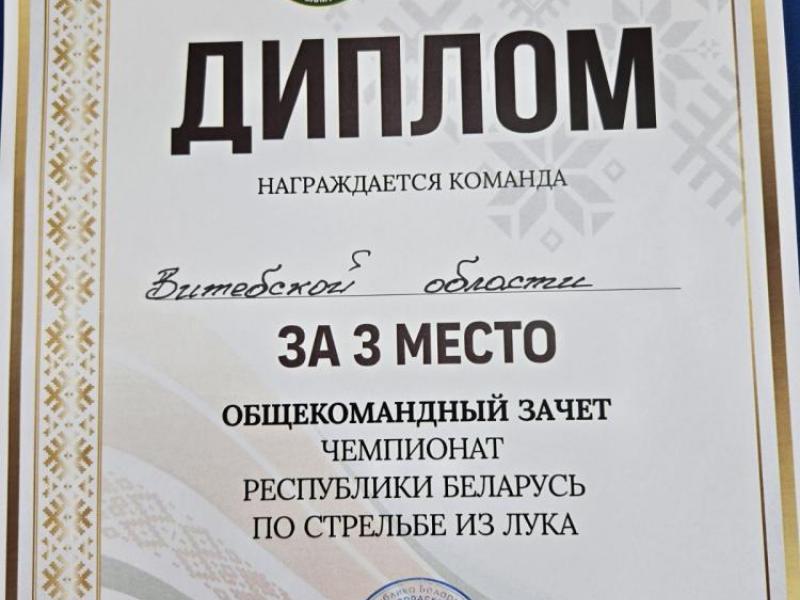 ДИПЛОМ
НАГРАЖДАЕТСЯ КОМАНДА
Витебской области
ЗА 3 МЕСТО
ОБЩЕКОМАНДНЫЙ ЗАЧЕТ
ЧЕМПИОНАТ
РЕСПУБЛИКИ БЕЛАРУСЬ
ПО СТРЕЛЬБЕ ИЗ ЛУКА